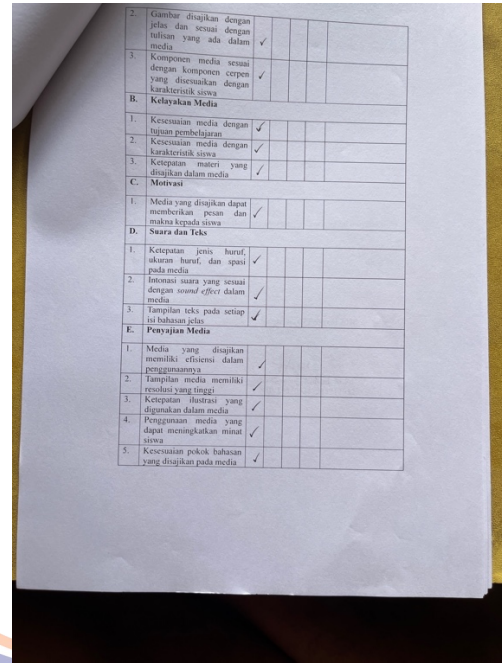 2. Gambar disajikan dengan
jelas dan sesuai dengan
tulisan yang ada dalam ✓
media
3. Komponen media sesuai
dengan komponen cerpen ✓
yang disesuaikan dengan
karakteristik siswa
B. Kelayakan Media
1. Kesesuaian media dengan ✓
tujuan pembelajaran
2. Kesesuaian media dengan ✓
karakteristik siswa
3. Ketepatan materi yang ✓
disajikan dalam media
C. Motivasi
1. Media yang disajikan dapat
memberikan pesan dan ✓
makna kepada siswa
D. Suara dan Teks
1. Ketepatan jenis huruf,
ukuran huruf, dan spasi ✓
pada media
2. Intonasi suara yang sesuai
dengan sound effect dalam ✓
media
3. Tampilan teks pada setiap ✓
isi bahasan jelas
E. Penyajian Media
1. Media yang disajikan
memiliki efisiensi dalam ✓
penggunaannya
2. Tampilan media memiliki ✓
resolusi yang tinggi
3. Ketepatan ilustrasi yang ✓
digunakan dalam media
4. Penggunaan media yang
dapat meningkatkan minat ✓
siswa
5. Kesesuaian pokok bahasan ✓
yang disajikan pada media